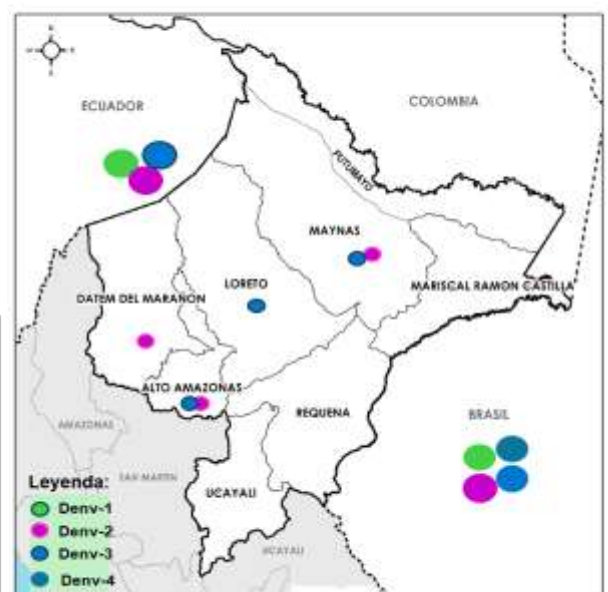 N
ECUADOR
COLOMBIA
PUTUMAYO
MAYNAS
LORETO
MARISCAL RAMON CASTILLA
DATEM DEL MARAÑON
ALTO AMAZONAS
REQUENA
BRASIL
AMAZONAS
SAN MARTIN
UCAYALI
UCAYALI
Leyenda:
Denv-1
Denv-2
Denv-3
Denv-4